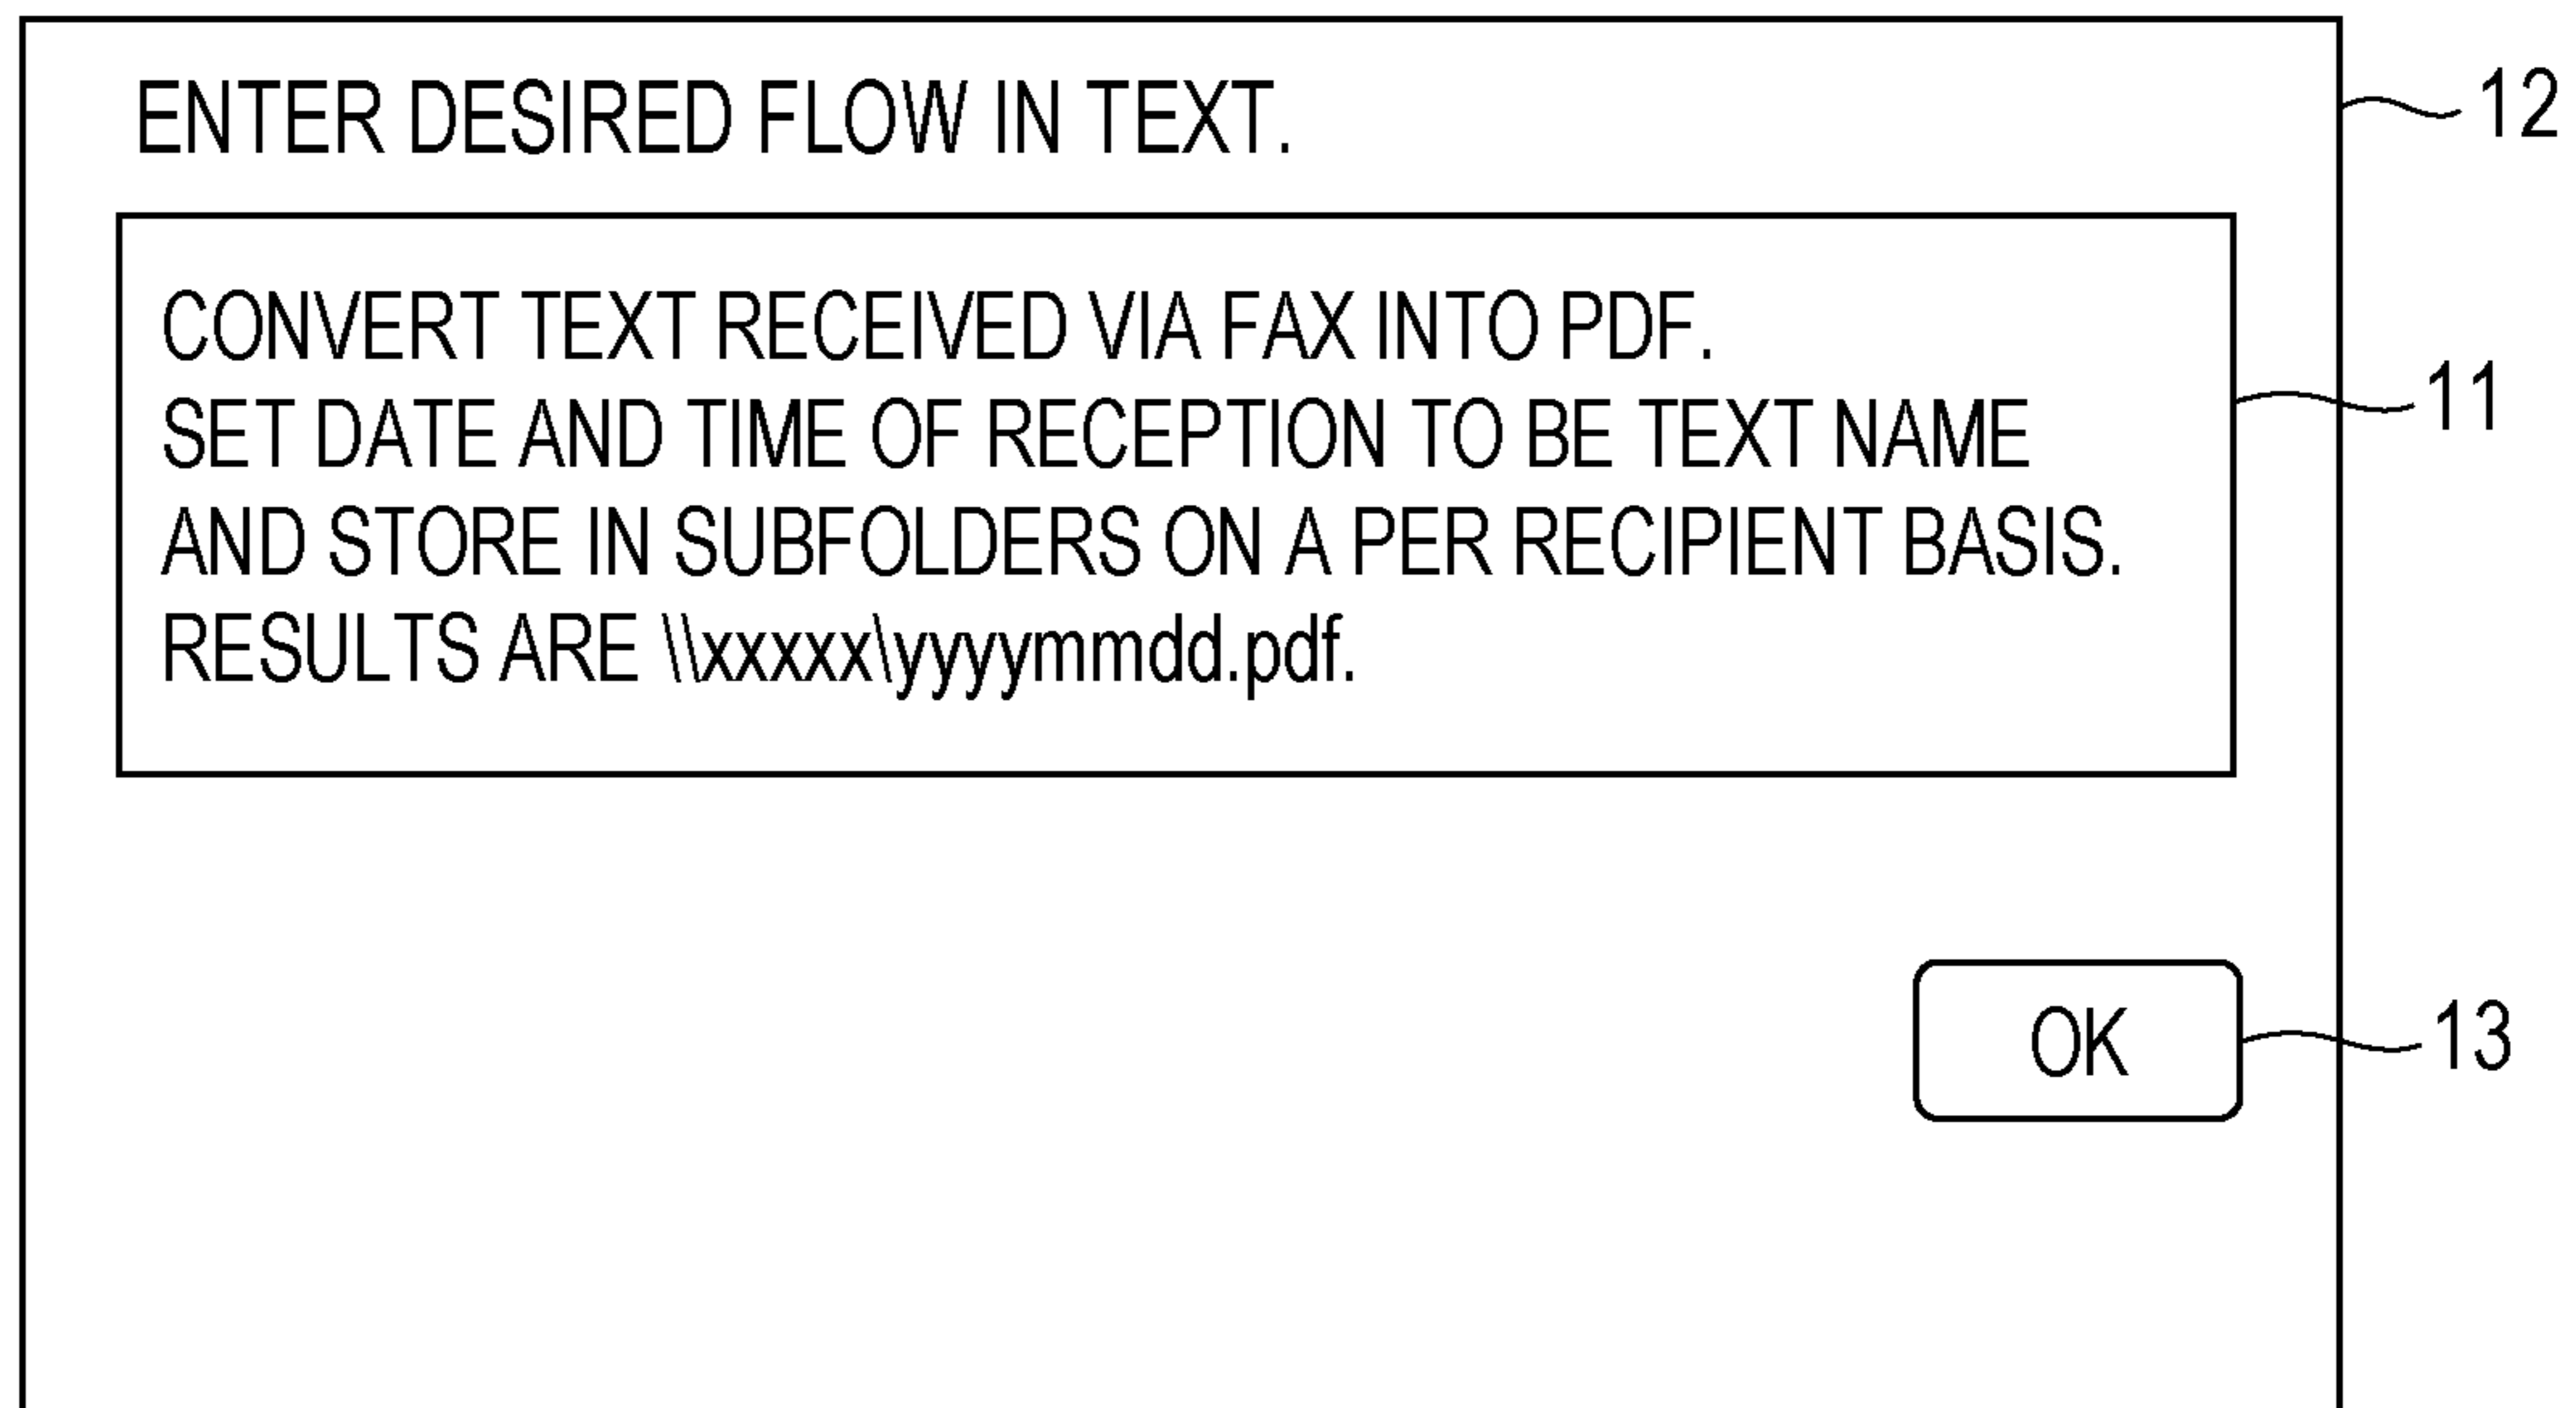 ENTER DESIRED FLOW IN TEXT.
12
CONVERT TEXT RECEIVED VIA FAX INTO PDF.
SET DATE AND TIME OF RECEPTION TO BE TEXT NAME
AND STORE IN SUBFOLDERS ON A PER RECIPIENT BASIS.
RESULTS ARE \\xxxxx\yyyymmdd.pdf.
11
OK
13